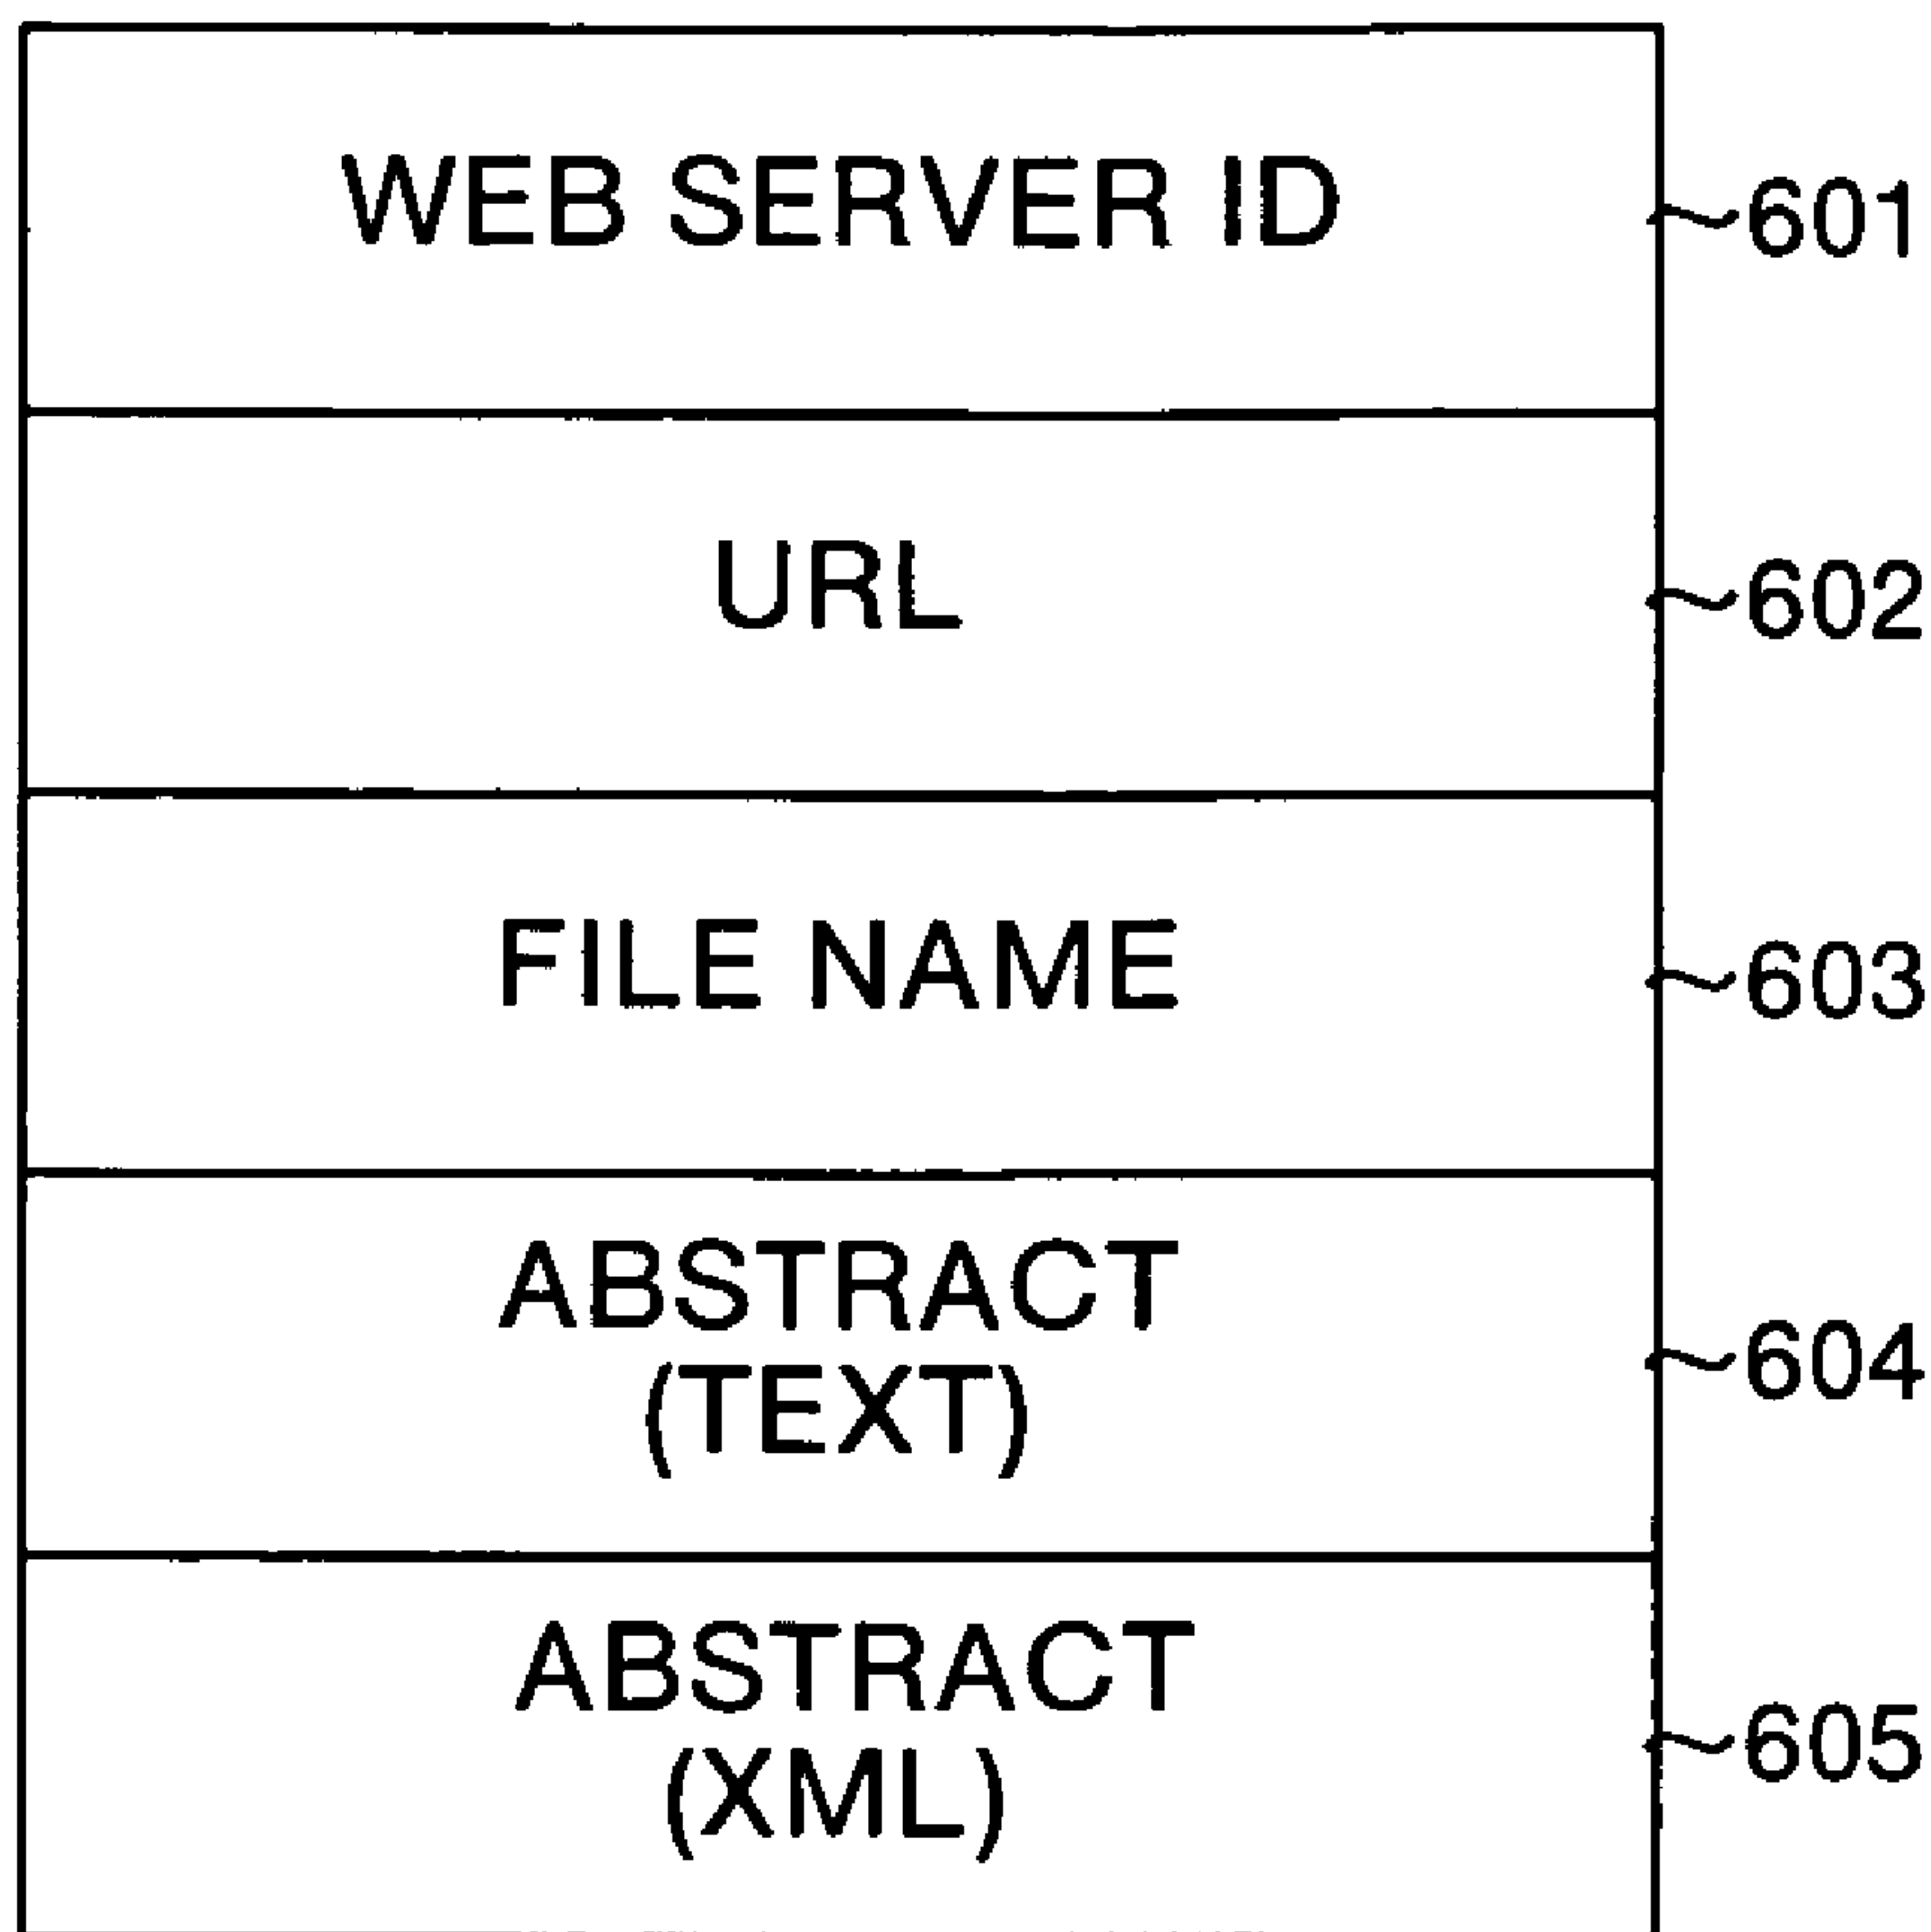 WEB SERVER ID
601
URL
602
FILE NAME
603
ABSTRACT
(TEXT)
604
ABSTRACT
(XML)
605